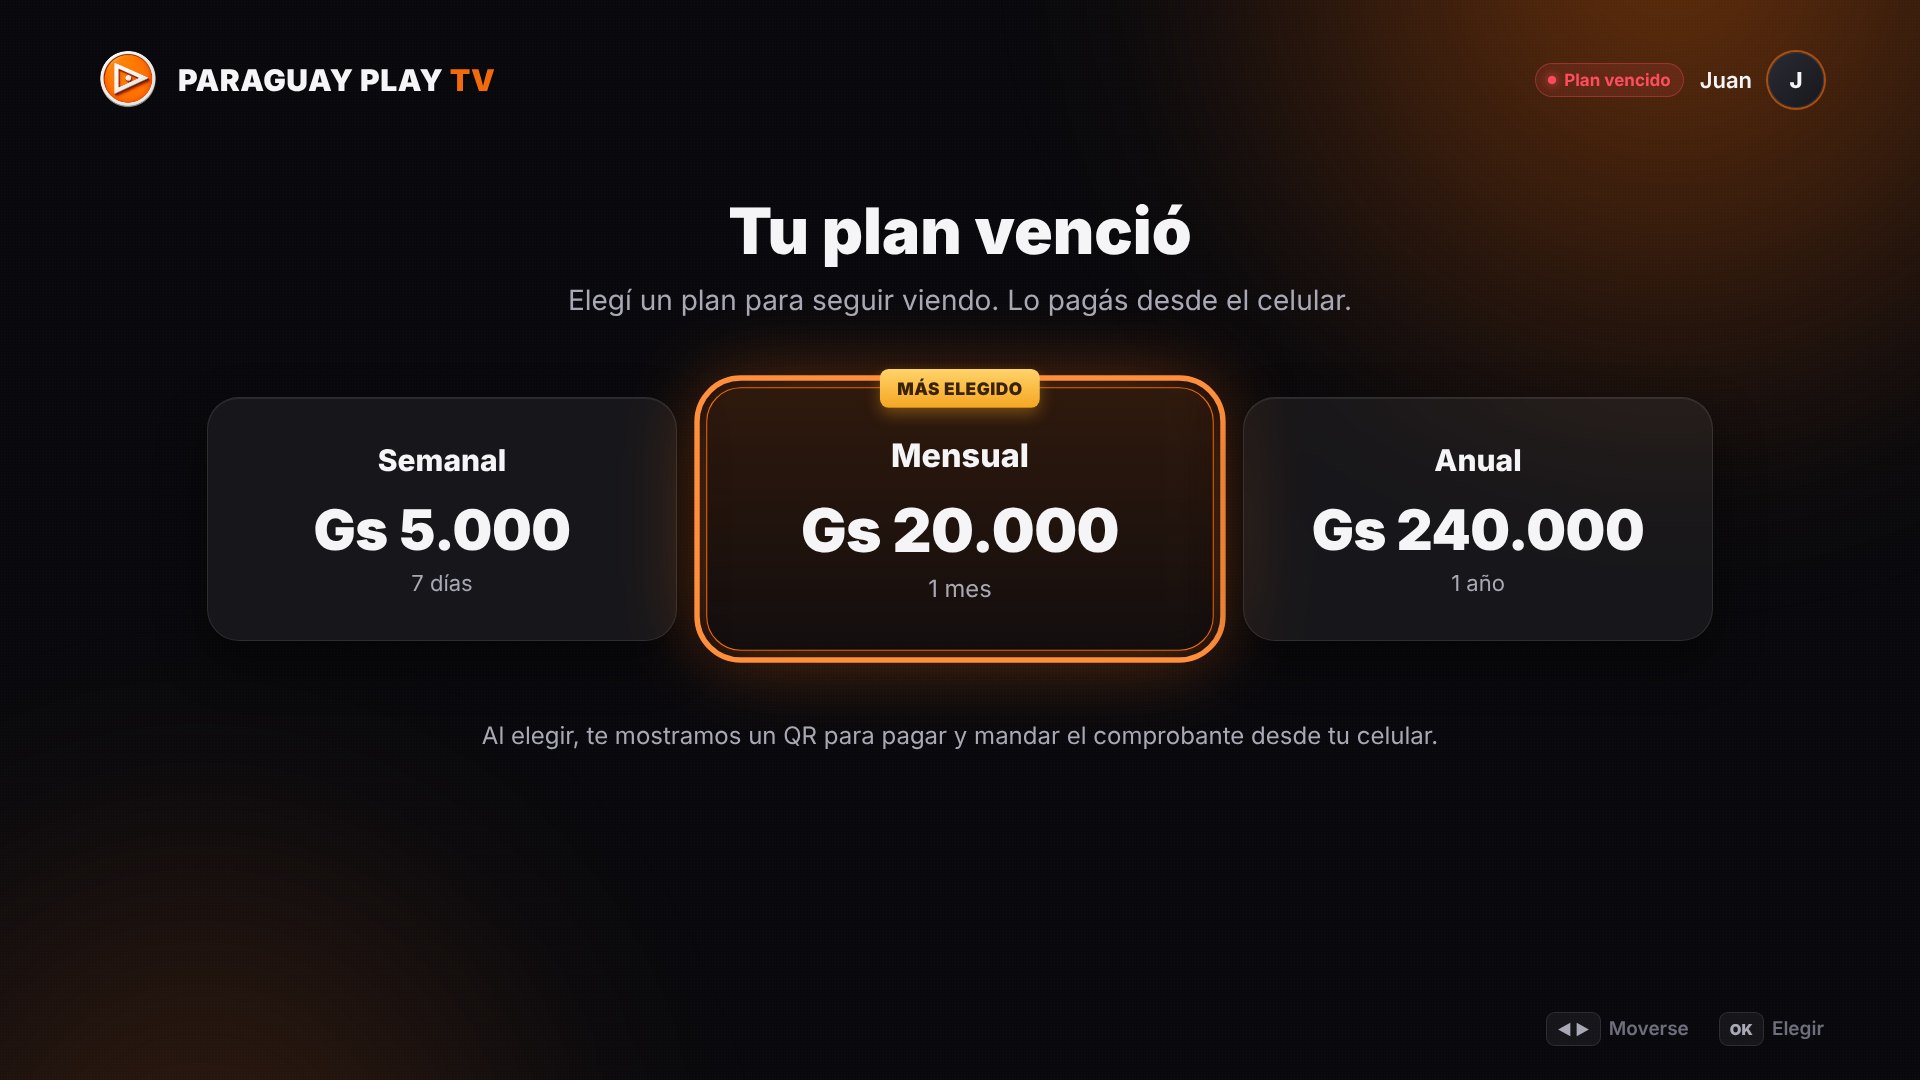 PARAGUAY PLAY TV
Plan vencido
Juan
J
Tu plan venció
Elegí un plan para seguir viendo. Lo pagás desde el celular.
Semanal
Gs 5.000
7 días
MÁS ELEGIDO
Mensual
Gs 20.000
1 mes
Anual
Gs 240.000
1 año
Al elegir, te mostramos un QR para pagar y mandar el comprobante desde tu celular.
◀ ▶ Moverse OK Elegir